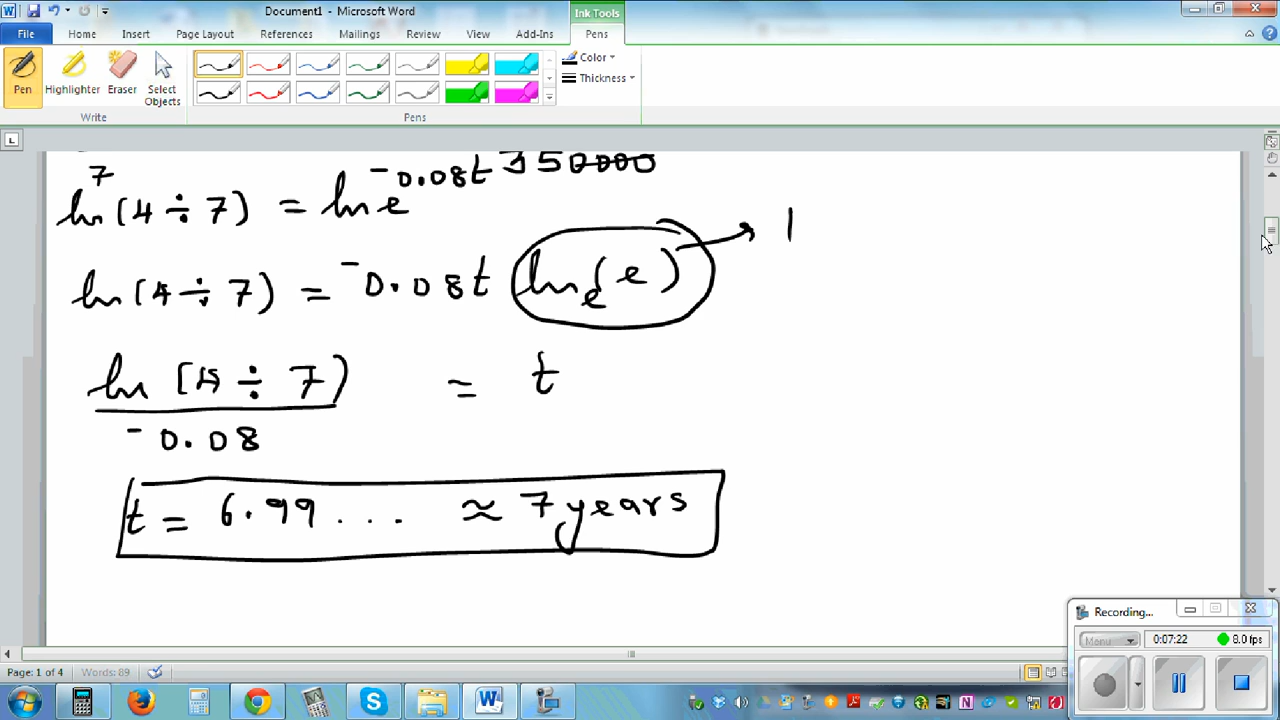 Document1 - Microsoft Word
Ink Tools
File Home Insert Page Layout References Mailings Review View Add-Ins Pens
Pen Highlighter Eraser Select Objects
Color
Thickness
Write Pens
7
350000
ln(4 ÷ 7) = ln e^-0.08t
ln(4 ÷ 7) = -0.08t ln_e(e) → 1
ln (4 ÷ 7) = t
-0.08
t = 6.99 ... ≈ 7 years
Recording...
Menu 0:07:22 8.0 fps
Page: 1 of 4 Words: 89